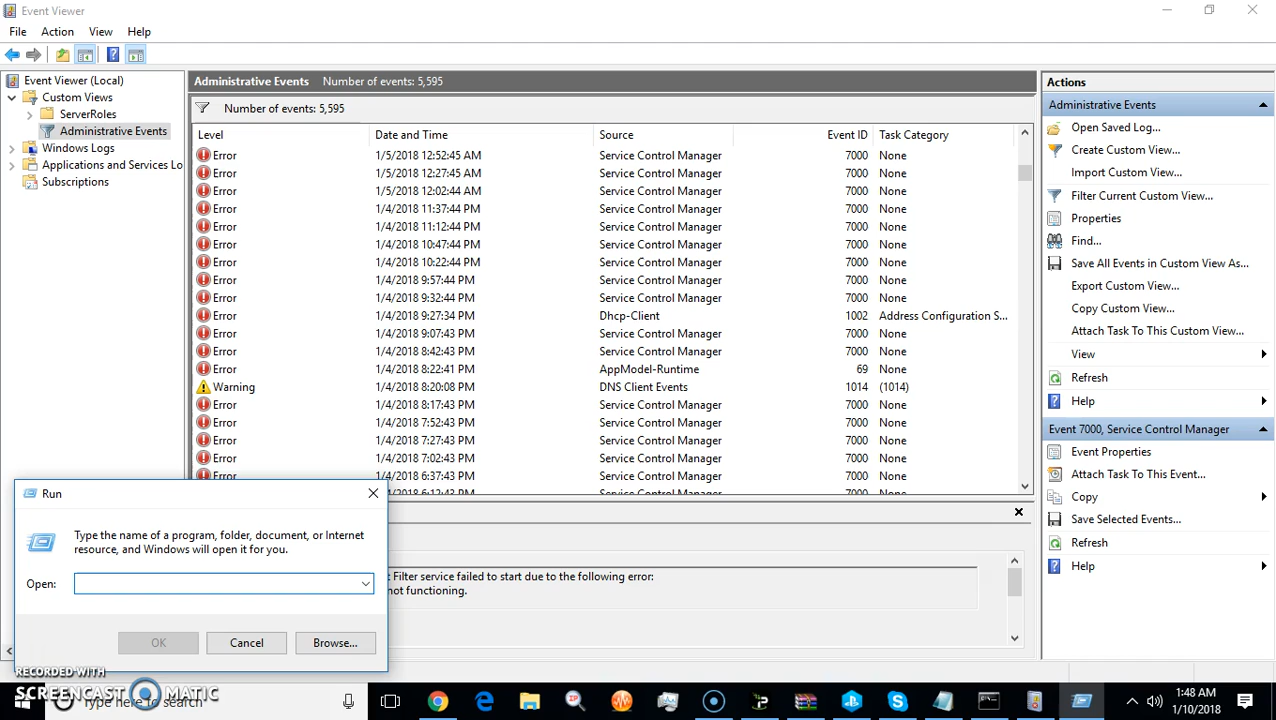 Event Viewer
File Action View Help
Event Viewer (Local)
Custom Views
ServerRoles
Administrative Events
Windows Logs
Applications and Services Lo
Subscriptions
Administrative Events Number of events: 5,595
Number of events: 5,595
Level Date and Time Source Event ID Task Category
Error 1/5/2018 12:52:45 AM Service Control Manager 7000 None
Error 1/5/2018 12:27:45 AM Service Control Manager 7000 None
Error 1/5/2018 12:02:44 AM Service Control Manager 7000 None
Error 1/4/2018 11:37:44 PM Service Control Manager 7000 None
Error 1/4/2018 11:12:44 PM Service Control Manager 7000 None
Error 1/4/2018 10:47:44 PM Service Control Manager 7000 None
Error 1/4/2018 10:22:44 PM Service Control Manager 7000 None
Error 1/4/2018 9:57:44 PM Service Control Manager 7000 None
Error 1/4/2018 9:32:44 PM Service Control Manager 7000 None
Error 1/4/2018 9:27:34 PM Dhcp-Client 1002 Address Configuration S...
Error 1/4/2018 9:07:43 PM Service Control Manager 7000 None
Error 1/4/2018 8:42:43 PM Service Control Manager 7000 None
Error 1/4/2018 8:22:41 PM AppModel-Runtime 69 None
Warning 1/4/2018 8:20:08 PM DNS Client Events 1014 (1014)
Error 1/4/2018 8:17:43 PM Service Control Manager 7000 None
Error 1/4/2018 7:52:43 PM Service Control Manager 7000 None
Error 1/4/2018 7:27:43 PM Service Control Manager 7000 None
Error 1/4/2018 7:02:43 PM Service Control Manager 7000 None
Error 1/4/2018 6:37:43 PM Service Control Manager 7000 None
1/4/2018 6:12:43 PM Service Control Manager 7000 None
Filter service failed to start due to the following error:
not functioning.
Actions
Administrative Events
Open Saved Log...
Create Custom View...
Import Custom View...
Filter Current Custom View...
Properties
Find...
Save All Events in Custom View As...
Export Custom View...
Copy Custom View...
Attach Task To This Custom View...
View
Refresh
Help
Event 7000, Service Control Manager
Event Properties
Attach Task To This Event...
Copy
Save Selected Events...
Refresh
Help
Run
Type the name of a program, folder, document, or Internet
resource, and Windows will open it for you.
Open:
OK Cancel Browse...
RECORDED WITH
SCREENCAST MATIC
Type here to search
1:48 AM
1/10/2018